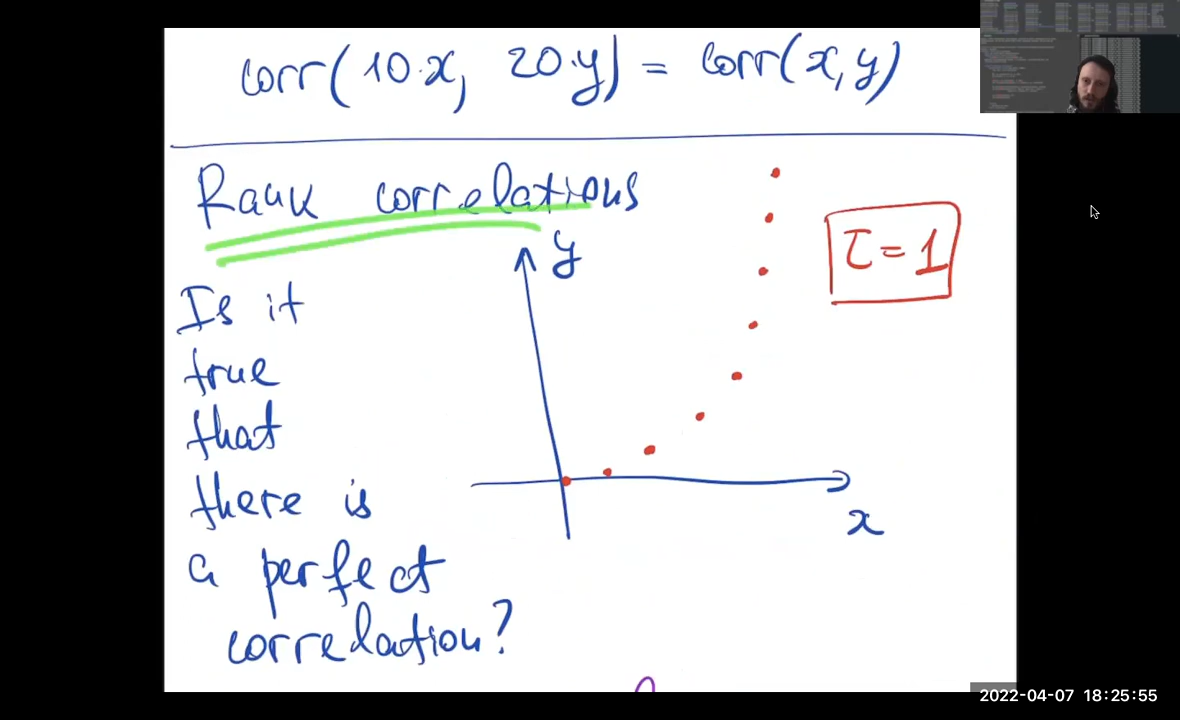 corr(10·x, 20·y) = corr(x,y)
Rank correlations
y
τ = 1
Is it
true
that
there is
a perfect
correlation?
x
2022-04-07 18:25:55